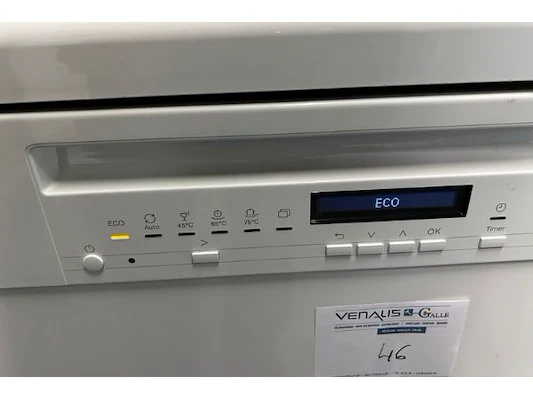 ECO
ECO
Auto
45°C
65°C
75°C
OK
Timer
VENALIS GALLE
46